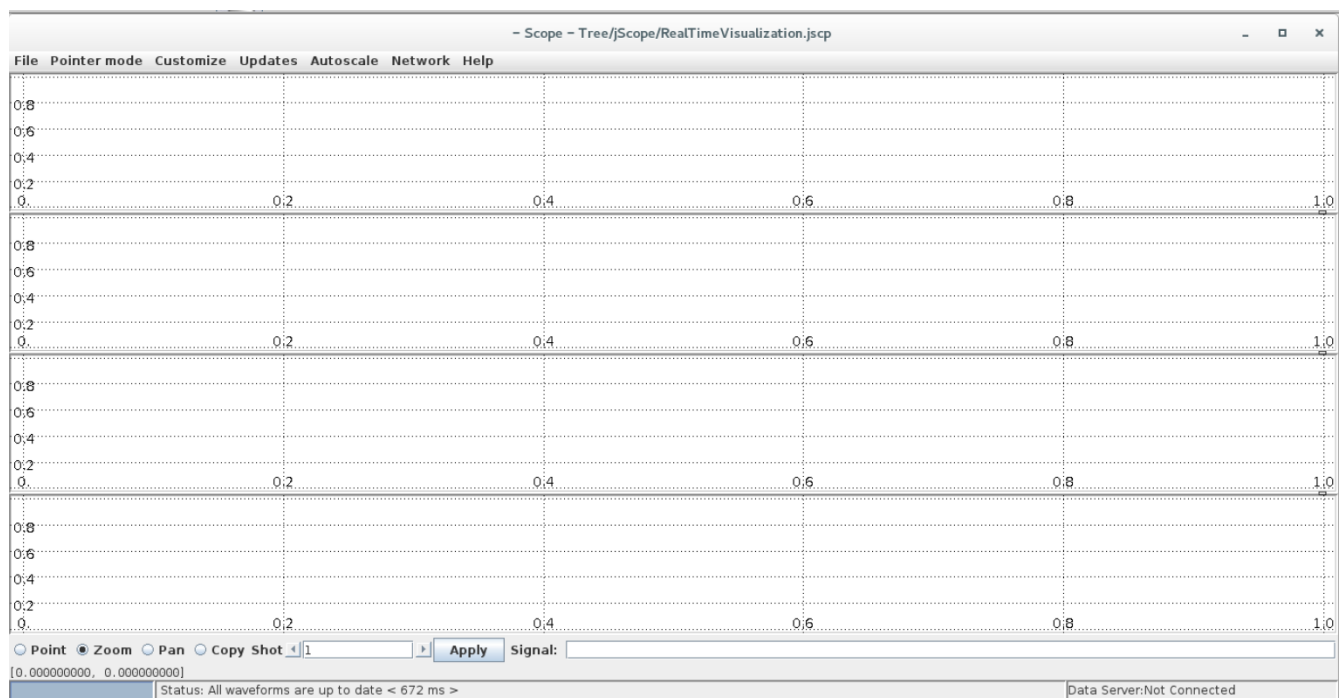 – Scope – Tree/jScope/RealTimeVisualization.jscp
File Pointer mode Customize Updates Autoscale Network Help
0.8
0.6
0.4
0.2
0. 0.2 0.4 0.6 0.8 1.0
0.8
0.6
0.4
0.2
0. 0.2 0.4 0.6 0.8 1.0
0.8
0.6
0.4
0.2
0. 0.2 0.4 0.6 0.8 1.0
0.8
0.6
0.4
0.2
0. 0.2 0.4 0.6 0.8 1.0
Point Zoom Pan Copy Shot 1 Apply Signal:
[0.000000000, 0.000000000]
Status: All waveforms are up to date < 672 ms > Data Server:Not Connected